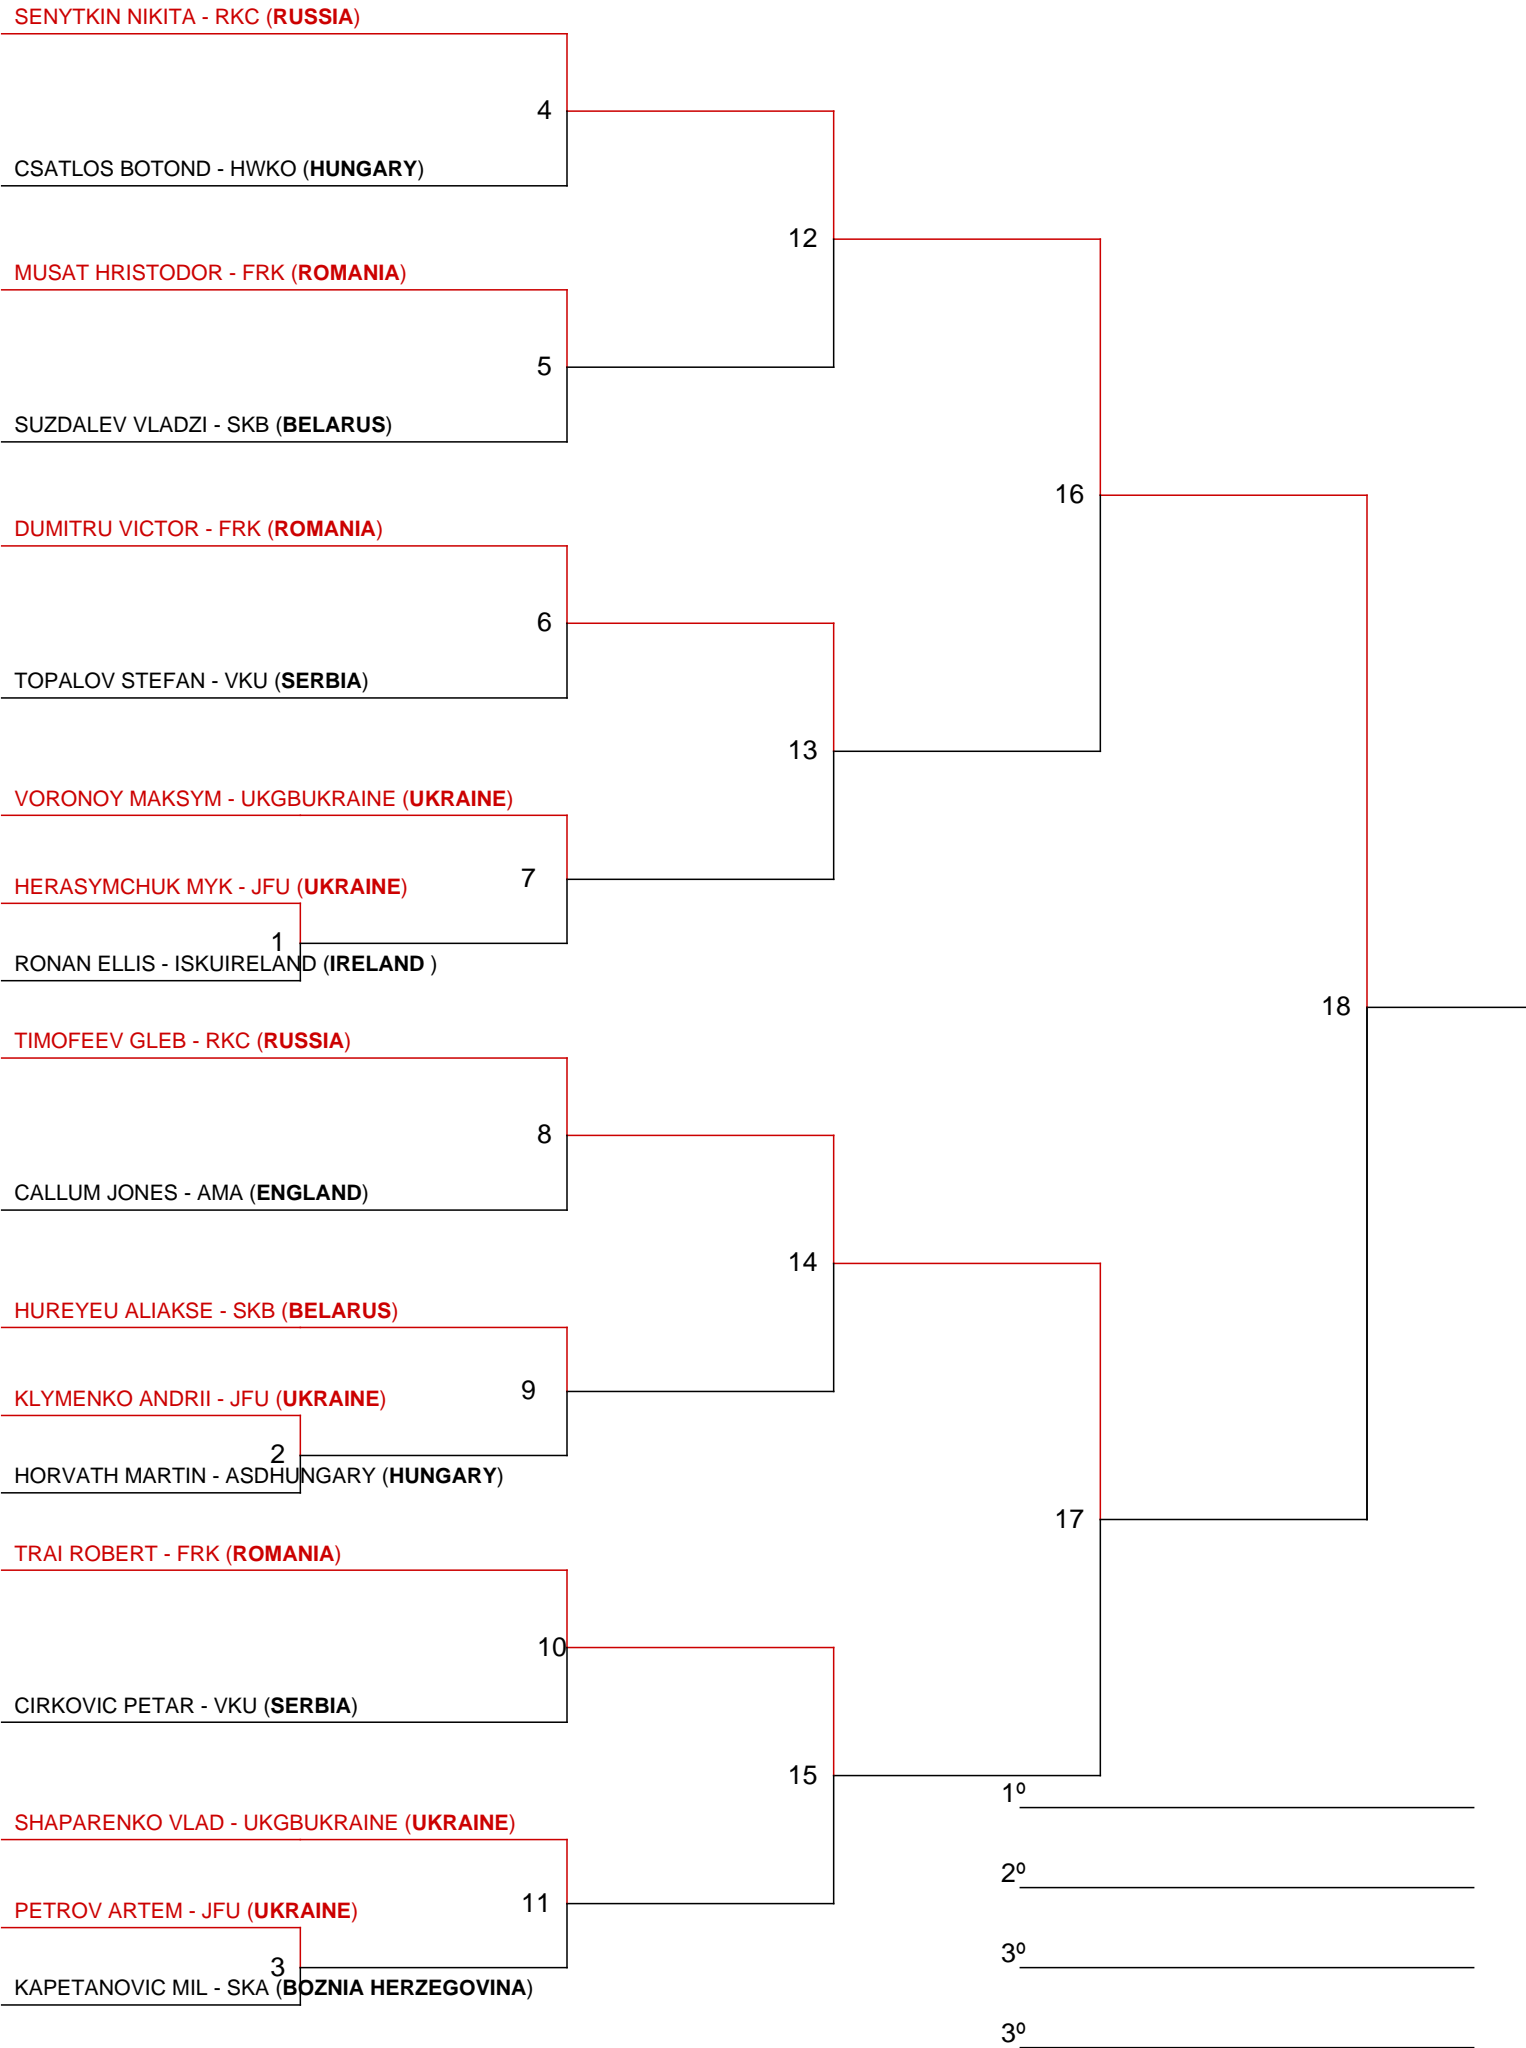 SENYTKIN NIKITA - RKC (RUSSIA)
4
CSATLOS BOTOND - HWKO (HUNGARY)
12
MUSAT HRISTODOR - FRK (ROMANIA)
5
SUZDALEV VLADZI - SKB (BELARUS)
16
DUMITRU VICTOR - FRK (ROMANIA)
6
TOPALOV STEFAN - VKU (SERBIA)
13
VORONOY MAKSYM - UKGBUKRAINE (UKRAINE)
7
HERASYMCHUK MYK - JFU (UKRAINE)
1
RONAN ELLIS - ISKUIRELAND (IRELAND )
18
TIMOFEEV GLEB - RKC (RUSSIA)
8
CALLUM JONES - AMA (ENGLAND)
14
HUREYEU ALIAKSE - SKB (BELARUS)
9
KLYMENKO ANDRII - JFU (UKRAINE)
2
HORVATH MARTIN - ASDHUNGARY (HUNGARY)
17
TRAI ROBERT - FRK (ROMANIA)
10
CIRKOVIC PETAR - VKU (SERBIA)
15
1º
SHAPARENKO VLAD - UKGBUKRAINE (UKRAINE)
2º
11
PETROV ARTEM - JFU (UKRAINE)
3º
3
KAPETANOVIC MIL - SKA (BOZNIA HERZEGOVINA)
3º